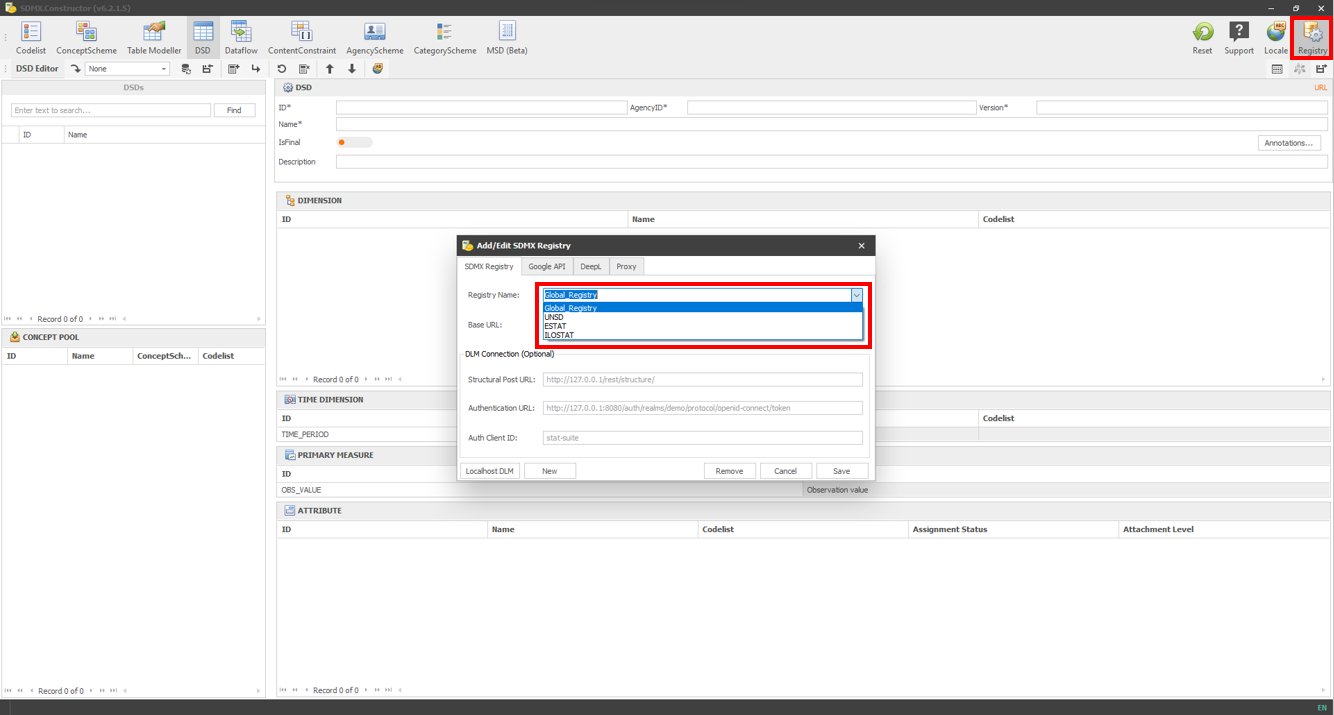 SDMX.Constructor (v6.2.1.5)
Codelist ConceptScheme Table Modeller DSD Dataflow ContentConstraint AgencyScheme CategoryScheme MSD (Beta) Reset Support Locale Registry
DSD Editor None
DSDs
Enter text to search... Find
ID Name
Record 0 of 0
CONCEPT POOL
ID Name ConceptSch... Codelist
Record 0 of 0
DSD URL
ID* AgencyID* Version*
Name*
IsFinal Annotations...
Description
DIMENSION
ID Name Codelist
Record 0 of 0
TIME DIMENSION
ID Codelist
TIME_PERIOD
PRIMARY MEASURE
ID
OBS_VALUE Observation value
ATTRIBUTE
ID Name Codelist Assignment Status Attachment Level
Record 0 of 0
Add/Edit SDMX Registry
SDMX Registry Google API DeepL Proxy
Registry Name: Global_Registry
Global_Registry
UNSD
Base URL: ESTAT
ILOSTAT
DLM Connection (Optional)
Structural Post URL: http://127.0.0.1/rest/structure/
Authentication URL: http://127.0.0.1:8080/auth/realms/demo/protocol/openid-connect/token
Auth Client ID: stat-suite
Localhost DLM New Remove Cancel Save
EN